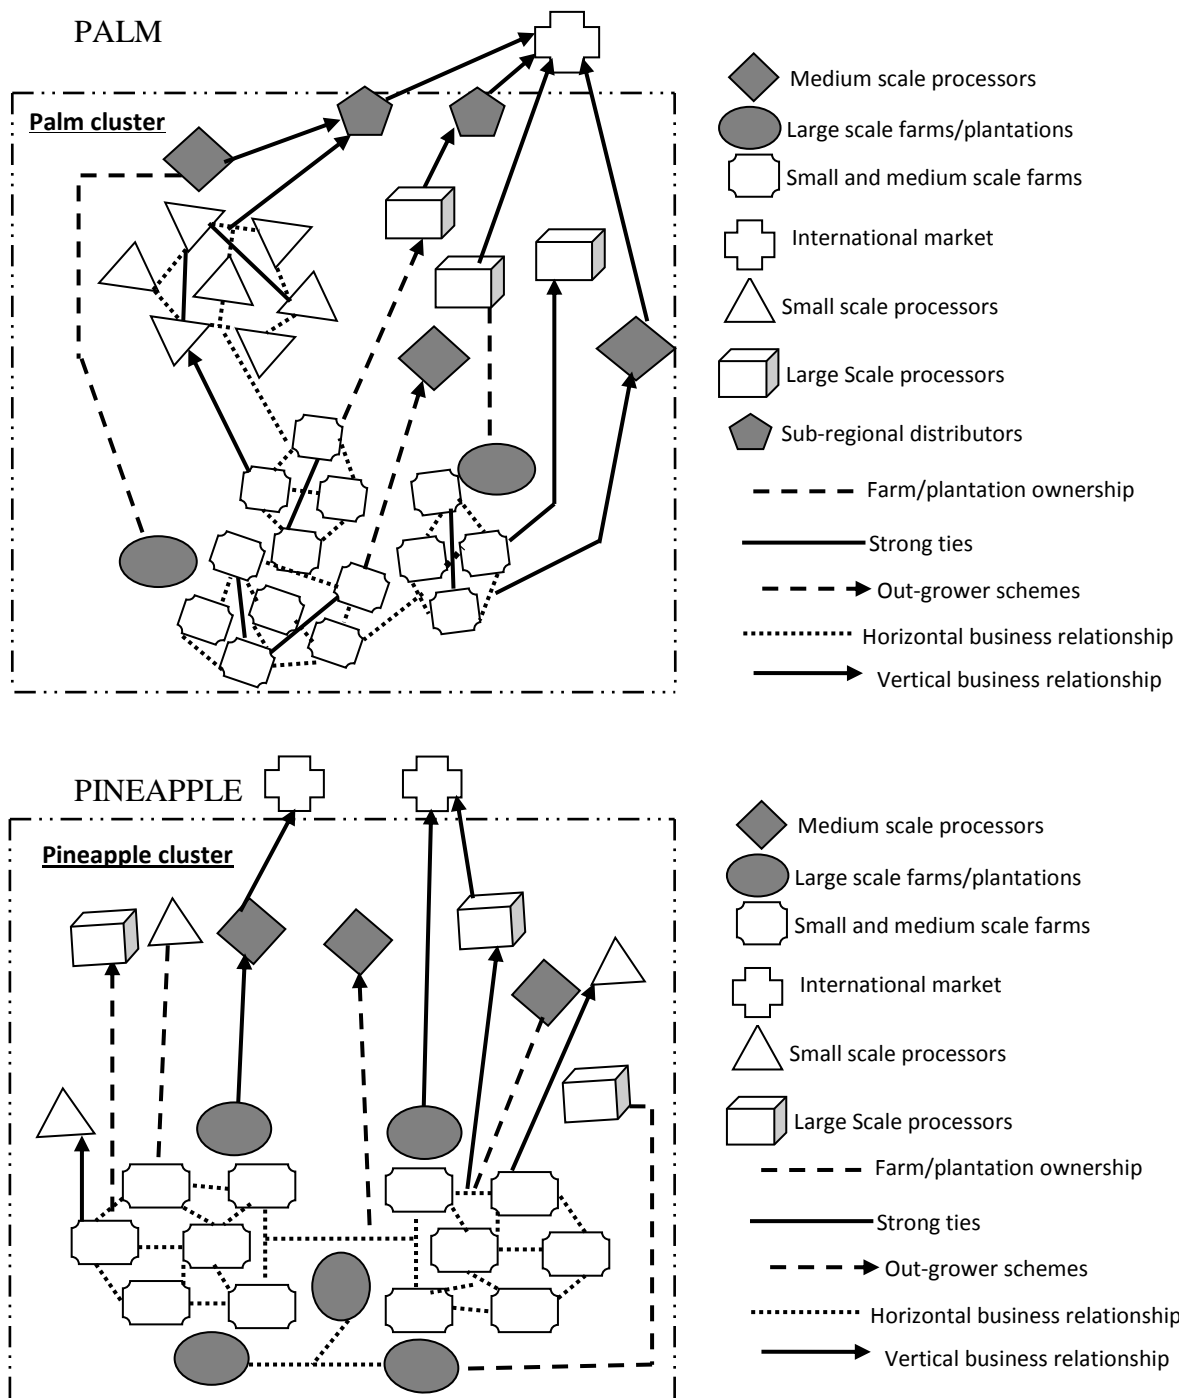 PALM
Palm cluster
Medium scale processors
Large scale farms/plantations
Small and medium scale farms
International market
Small scale processors
Large Scale processors
Sub-regional distributors
Farm/plantation ownership
Strong ties
Out-grower schemes
Horizontal business relationship
Vertical business relationship
PINEAPPLE
Pineapple cluster
Medium scale processors
Large scale farms/plantations
Small and medium scale farms
International market
Small scale processors
Large Scale processors
Farm/plantation ownership
Strong ties
Out-grower schemes
Horizontal business relationship
Vertical business relationship